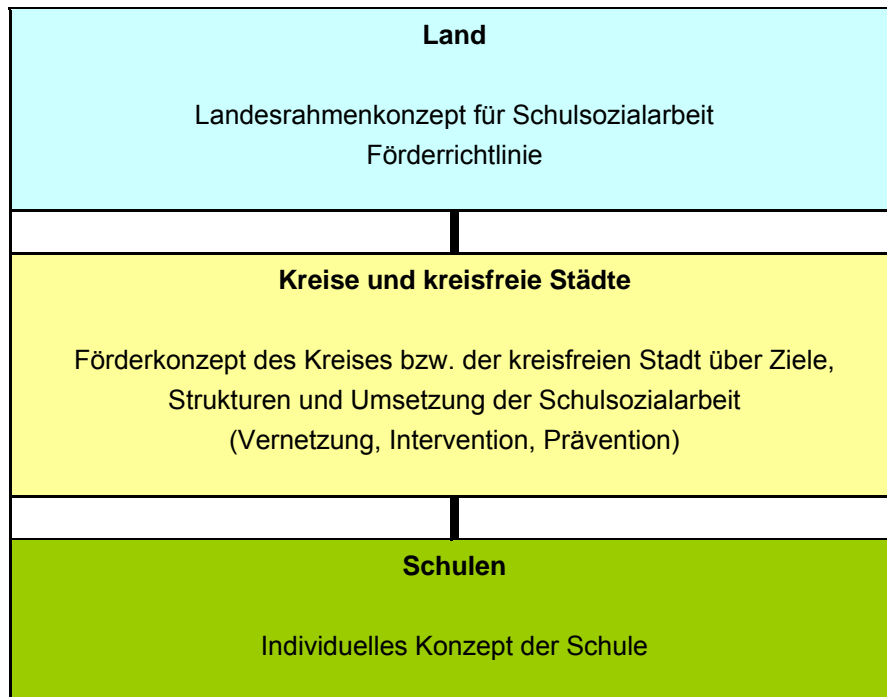 Land
Landesrahmenkonzept für Schulsozialarbeit
Förderrichtlinie
Kreise und kreisfreie Städte
Förderkonzept des Kreises bzw. der kreisfreien Stadt über Ziele,
Strukturen und Umsetzung der Schulsozialarbeit
(Vernetzung, Intervention, Prävention)
Schulen
Individuelles Konzept der Schule